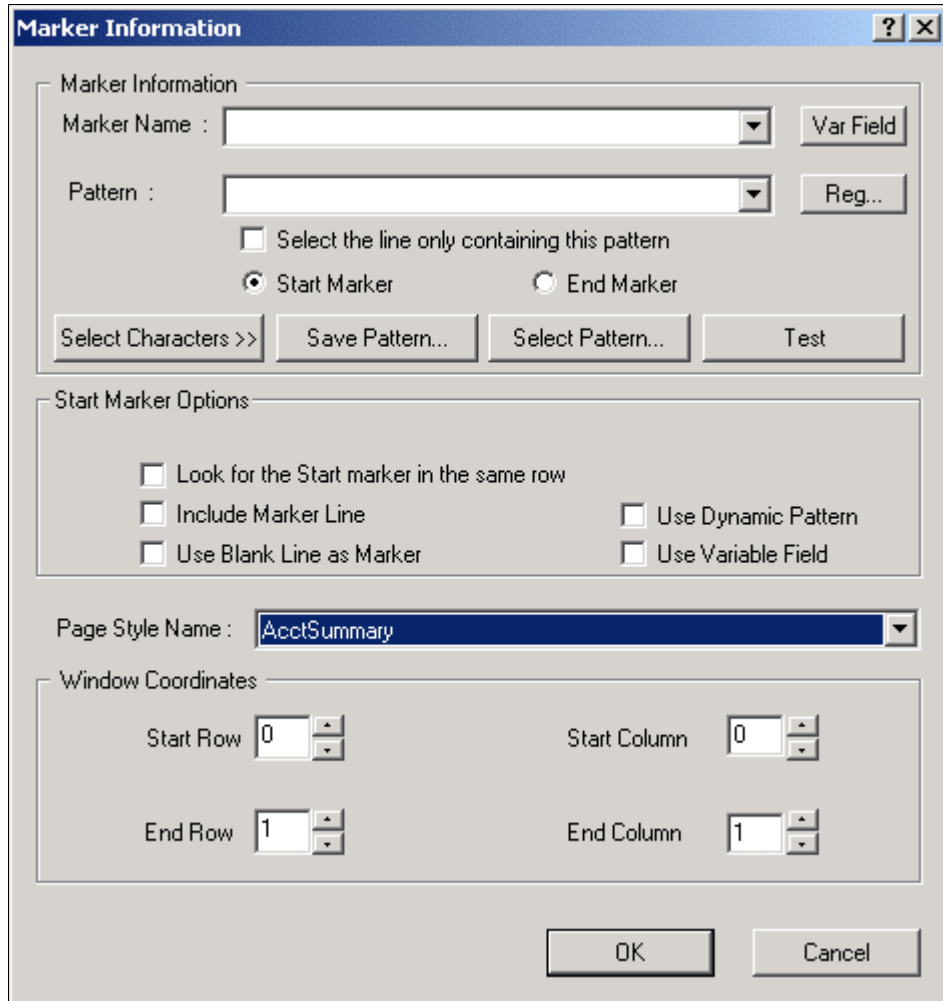 Marker Information
Marker Information
Marker Name :
Var Field
Pattern :
Reg...
Select the line only containing this pattern
Start Marker
End Marker
Select Characters >>
Save Pattern...
Select Pattern...
Test
Start Marker Options
Look for the Start marker in the same row
Include Marker Line
Use Dynamic Pattern
Use Blank Line as Marker
Use Variable Field
Page Style Name :
AcctSummary
Window Coordinates
Start Row
0
Start Column
0
End Row
1
End Column
1
OK
Cancel